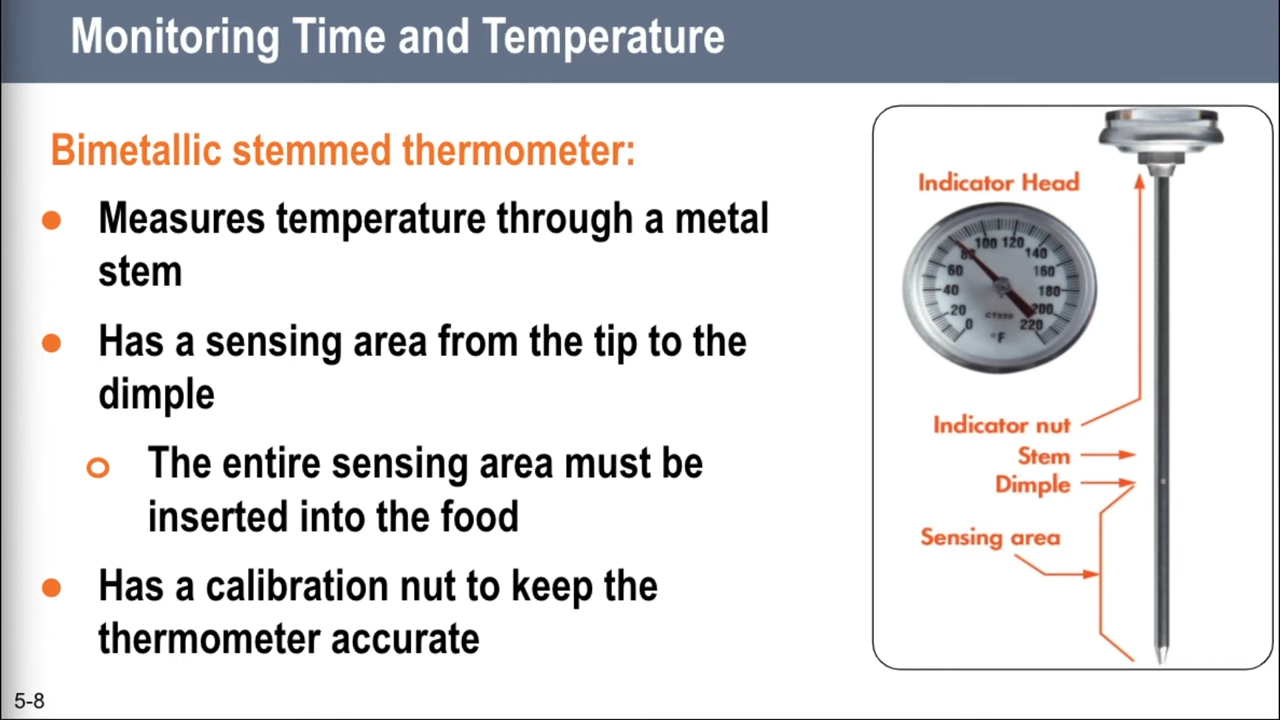 Monitoring Time and Temperature
Bimetallic stemmed thermometer:
● Measures temperature through a metal
stem
● Has a sensing area from the tip to the
dimple
o The entire sensing area must be
inserted into the food
● Has a calibration nut to keep the
thermometer accurate
Indicator Head
0
20
40
60
80
100
120
140
160
180
200
220
CT220
°F
Indicator nut
Stem
Dimple
Sensing area
5-8